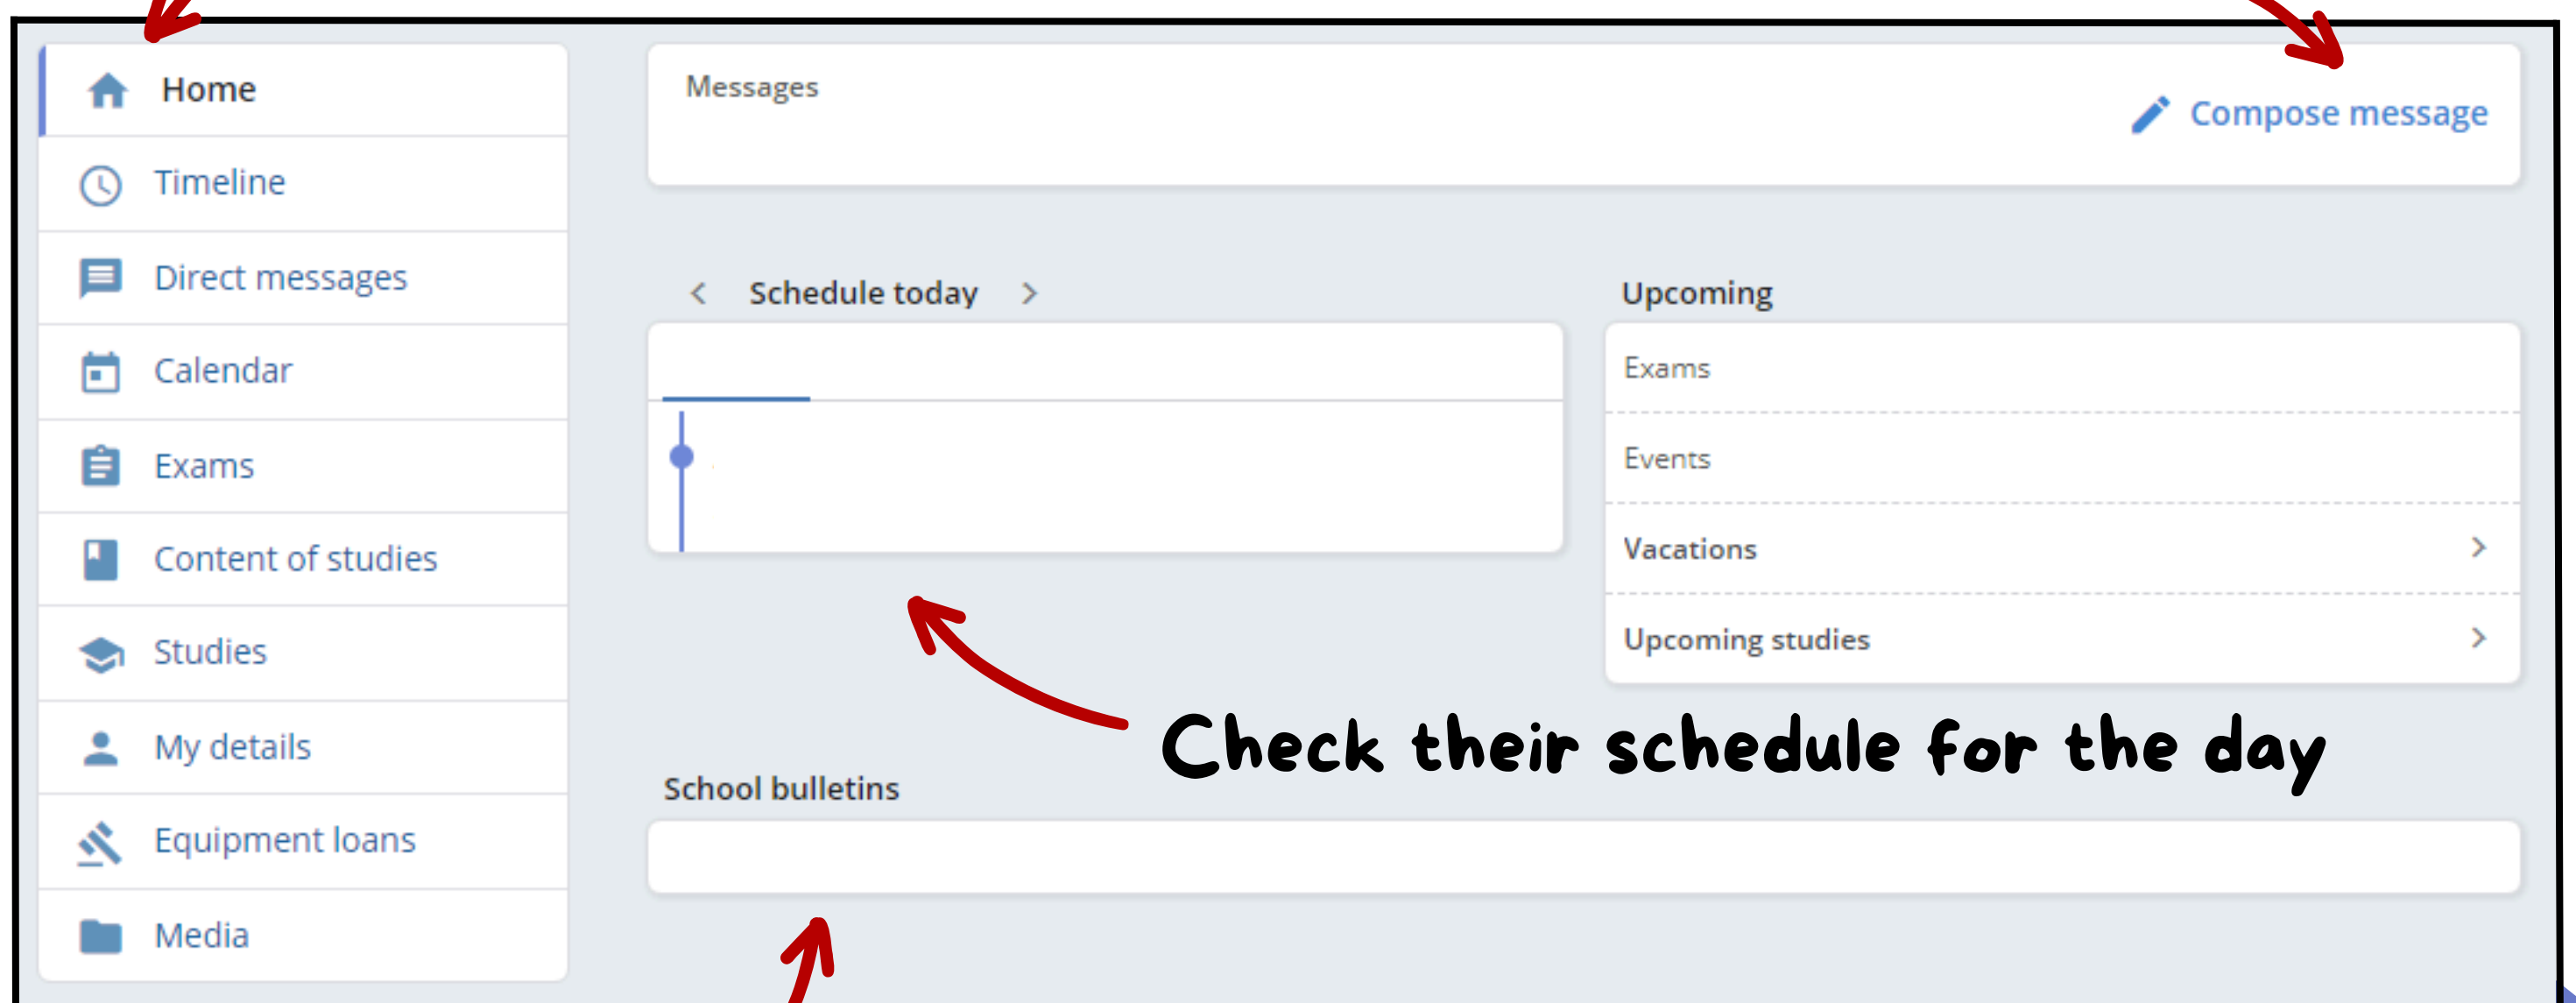 Home
Timeline
Direct messages
Calendar
Exams
Content of studies
Studies
My details
Equipment loans
Media
Messages
Compose message
Schedule today
Upcoming
Exams
Events
Vacations
Upcoming studies
Check their schedule for the day
School bulletins